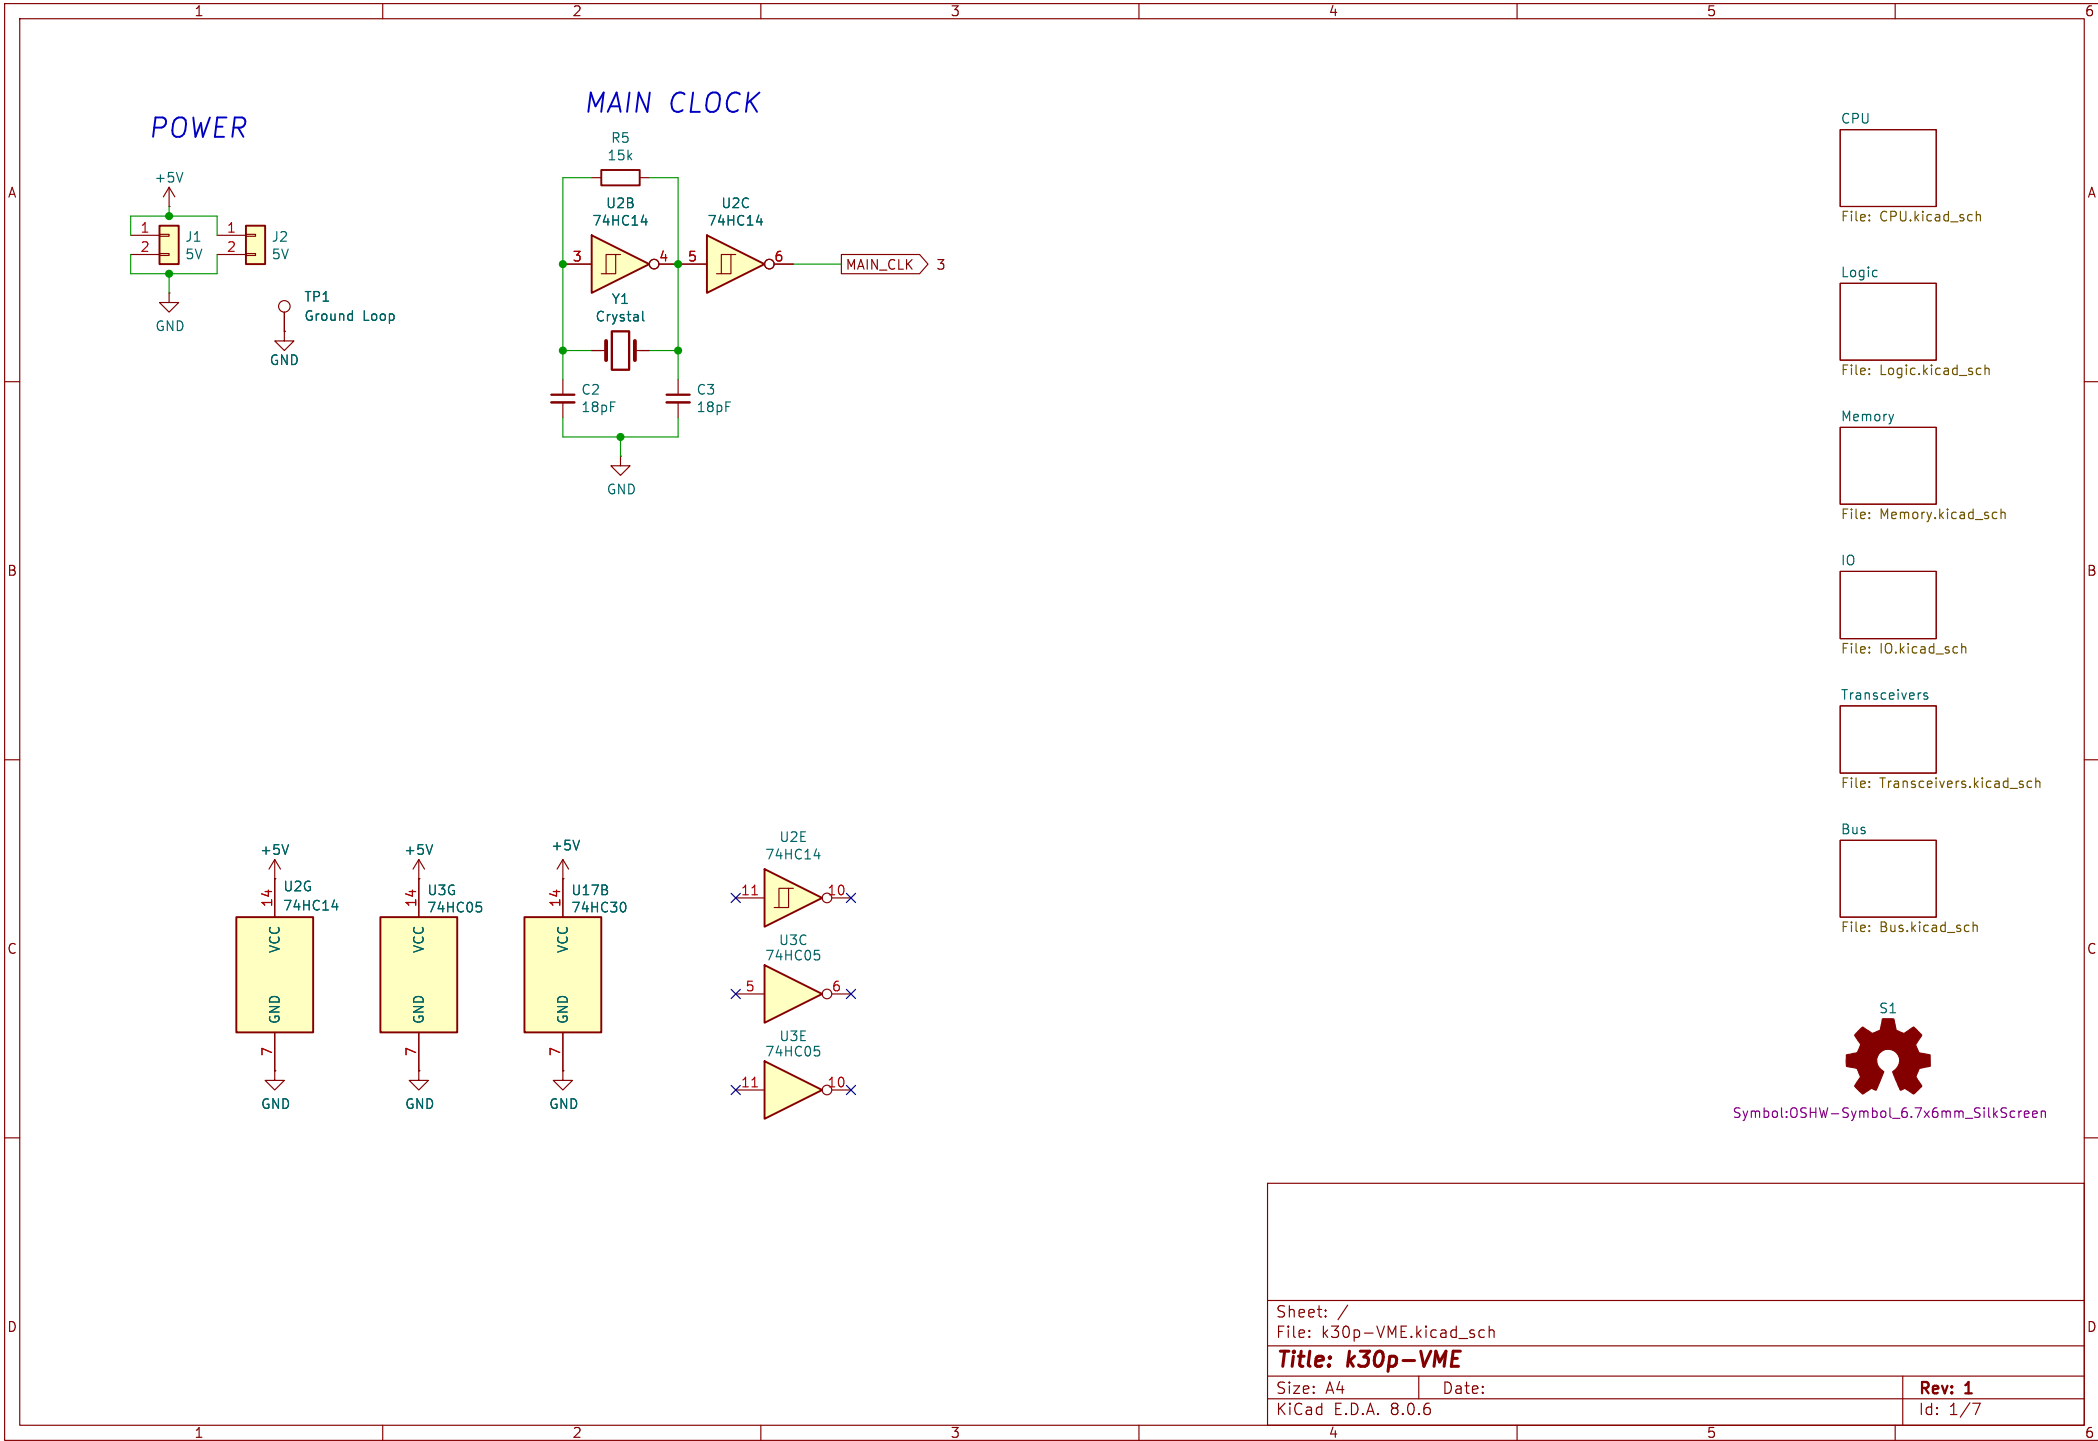 1 2 3 4 5 6
MAIN CLOCK
POWER
CPU
R5
15k
+5V
A
A
U2B
74HC14
U2C
74HC14
File: CPU.kicad_sch
1
2
J1
5V
1
2
J2
5V
3
4
5
6
MAIN_CLK
3
Logic
TP1
Ground Loop
GND
GND
Y1
Crystal
File: Logic.kicad_sch
C2
18pF
C3
18pF
GND
Memory
File: Memory.kicad_sch
IO
B
B
File: IO.kicad_sch
Transceivers
File: Transceivers.kicad_sch
Bus
+5V
U2G
74HC14
14
VCC
GND
7
GND
+5V
U3G
74HC05
14
VCC
GND
7
GND
+5V
U17B
74HC30
14
VCC
GND
7
GND
U2E
74HC14
11
10
U3C
74HC05
5
6
U3E
74HC05
11
10
File: Bus.kicad_sch
C
C
S1
Symbol:OSHW-Symbol_6.7x6mm_SilkScreen
D
D
Sheet: /
File: k30p-VME.kicad_sch
Title: k30p-VME
Size: A4
Date:
Rev: 1
KiCad E.D.A. 8.0.6
Id: 1/7
1 2 3 4 5 6